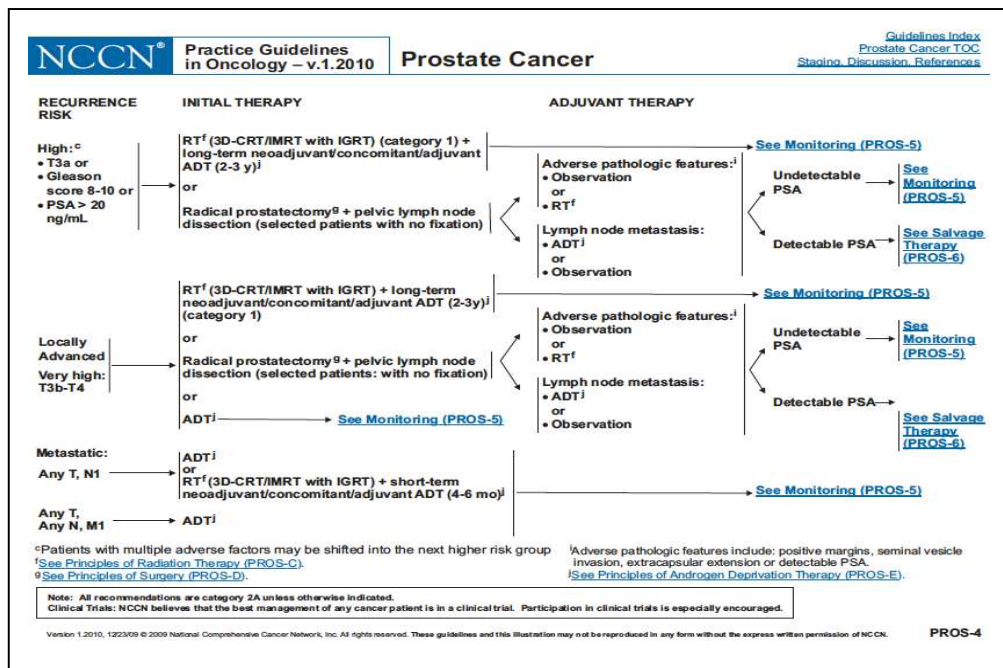 NCCN®
Practice Guidelines
in Oncology – v.1.2010
Prostate Cancer
Guidelines Index
Prostate Cancer TOC
Staging, Discussion, References
RECURRENCE
RISK
INITIAL THERAPY
ADJUVANT THERAPY
High:c
• T3a or
• Gleason
score 8-10 or
• PSA > 20
ng/mL
RTf (3D-CRT/IMRT with IGRT) (category 1) +
long-term neoadjuvant/concomitant/adjuvant
ADT (2-3 y)j
or
Radical prostatectomyg + pelvic lymph node
dissection (selected patients with no fixation)
See Monitoring (PROS-5)
Adverse pathologic features:i
• Observation
or
• RTf
Lymph node metastasis:
• ADTj
or
• Observation
Undetectable
PSA
See
Monitoring
(PROS-5)
Detectable PSA
See Salvage
Therapy
(PROS-6)
Locally
Advanced
Very high:
T3b-T4
RTf (3D-CRT/IMRT with IGRT) + long-term
neoadjuvant/concomitant/adjuvant ADT (2-3y)j
(category 1)
or
Radical prostatectomyg + pelvic lymph node
dissection (selected patients: with no fixation)
or
ADTj
See Monitoring (PROS-5)
See Monitoring (PROS-5)
Adverse pathologic features:i
• Observation
or
• RTf
Lymph node metastasis:
• ADTj
or
• Observation
Undetectable
PSA
See
Monitoring
(PROS-5)
Detectable PSA
See Salvage
Therapy
(PROS-6)
Metastatic:
Any T, N1
ADTj
or
RTf (3D-CRT/IMRT with IGRT) + short-term
neoadjuvant/concomitant/adjuvant ADT (4-6 mo)j
Any T,
Any N, M1
ADTj
See Monitoring (PROS-5)
cPatients with multiple adverse factors may be shifted into the next higher risk group
fSee Principles of Radiation Therapy (PROS-C).
gSee Principles of Surgery (PROS-D).
iAdverse pathologic features include: positive margins, seminal vesicle
invasion, extracapsular extension or detectable PSA.
jSee Principles of Androgen Deprivation Therapy (PROS-E).
Note: All recommendations are category 2A unless otherwise indicated.
Clinical Trials: NCCN believes that the best management of any cancer patient is in a clinical trial. Participation in clinical trials is especially encouraged.
Version 1.2010, 12/23/09 © 2009 National Comprehensive Cancer Network, Inc. All rights reserved. These guidelines and this illustration may not be reproduced in any form without the express written permission of NCCN.
PROS-4